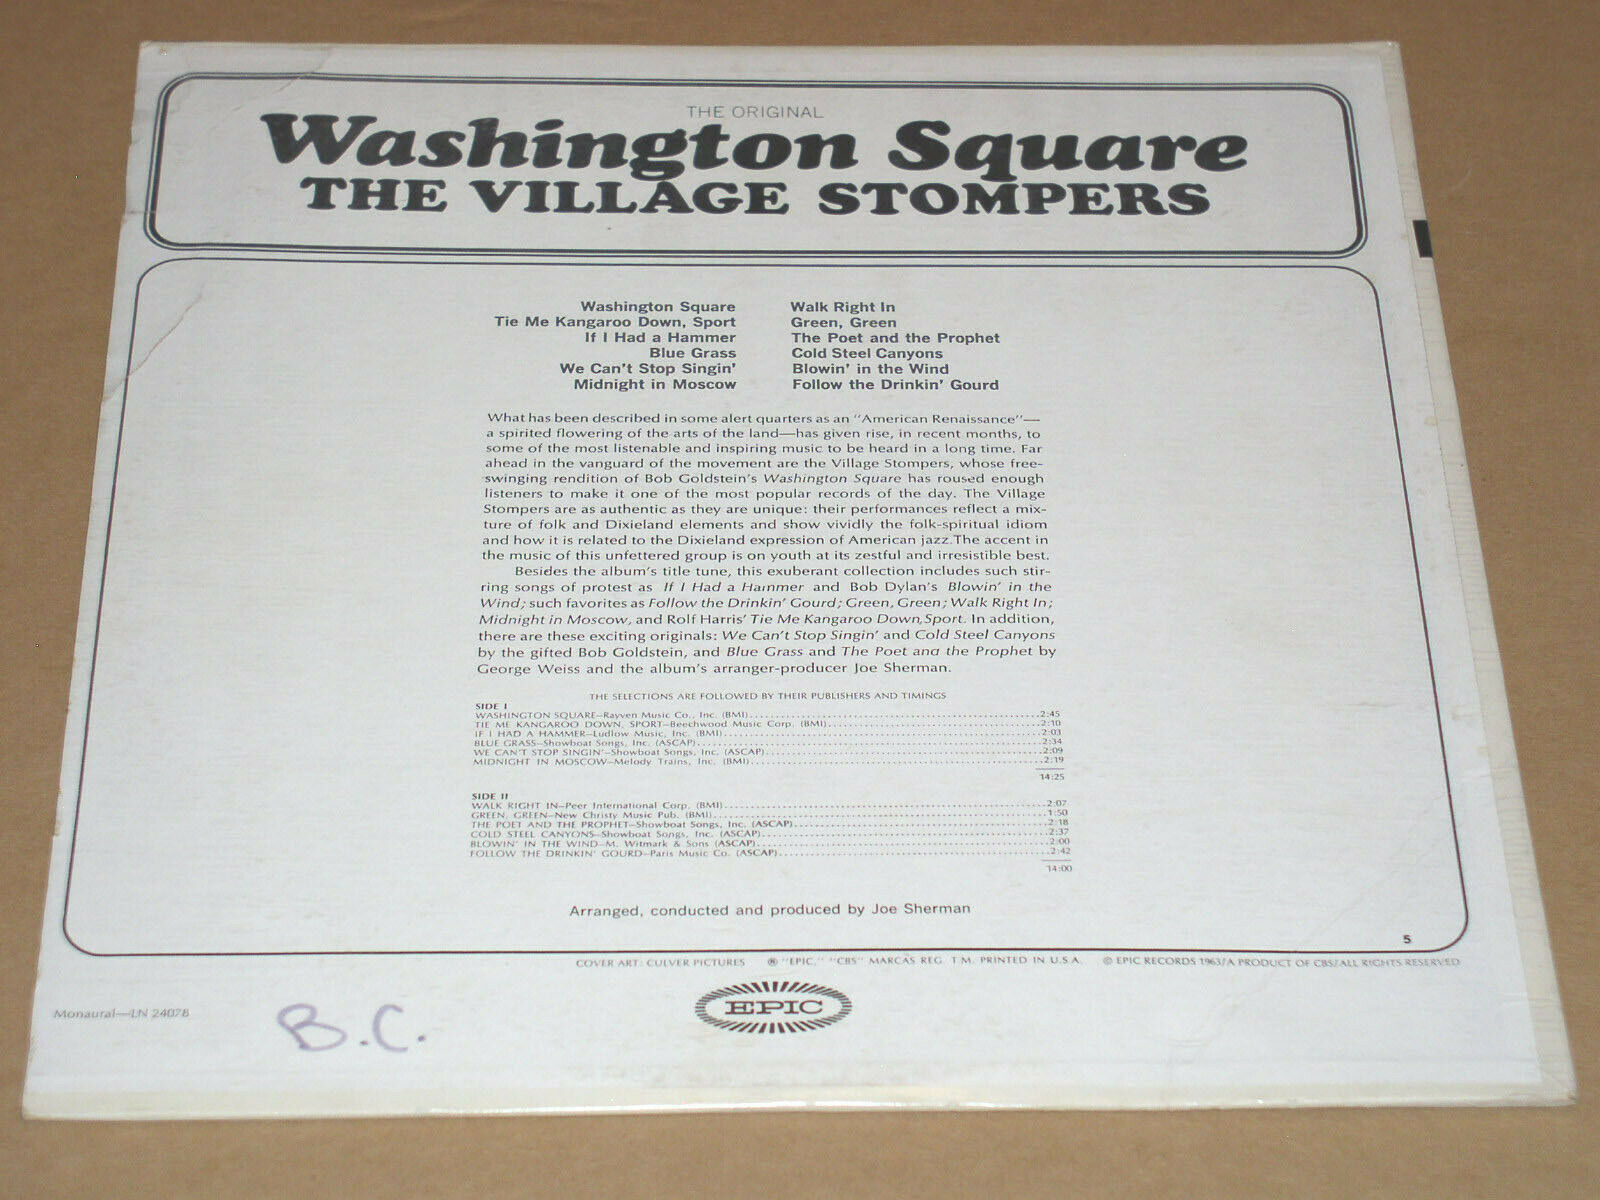 THE ORIGINAL
Washington Square
THE VILLAGE STOMPERS
Washington Square
Tie Me Kangaroo Down, Sport
If I Had a Hammer
Blue Grass
We Can't Stop Singin'
Midnight in Moscow
Walk Right In
Green, Green
The Poet and the Prophet
Cold Steel Canyons
Blowin' in the Wind
Follow the Drinkin' Gourd
What has been described in some alert quarters as an "American Renaissance"—
a spirited flowering of the arts of the land—has given rise, in recent months, to
some of the most listenable and inspiring music to be heard in a long time. Far
ahead in the vanguard of the movement are the Village Stompers, whose free-
swinging rendition of Bob Goldstein's Washington Square has roused enough
listeners to make it one of the most popular records of the day. The Village
Stompers are as authentic as they are unique: their performances reflect a mix-
ture of folk and Dixieland elements and show vividly the folk-spiritual idiom
and how it is related to the Dixieland expression of American jazz.The accent in
the music of this unfettered group is on youth at its zestful and irresistible best.
Besides the album's title tune, this exuberant collection includes such stir-
ring songs of protest as If I Had a Hammer and Bob Dylan's Blowin' in the
Wind; such favorites as Follow the Drinkin' Gourd; Green, Green; Walk Right In;
Midnight in Moscow, and Rolf Harris' Tie Me Kangaroo Down, Sport. In addition,
there are these exciting originals: We Can't Stop Singin' and Cold Steel Canyons
by the gifted Bob Goldstein, and Blue Grass and The Poet and the Prophet by
George Weiss and the album's arranger-producer Joe Sherman.
THE SELECTIONS ARE FOLLOWED BY THEIR PUBLISHERS AND TIMINGS
SIDE I
WASHINGTON SQUARE—Rayven Music Co., Inc. (BMI)...2:45
TIE ME KANGAROO DOWN, SPORT—Beechwood Music Corp. (BMI)...2:10
IF I HAD A HAMMER—Ludlow Music, Inc. (BMI)...2:03
BLUE GRASS—Showboat Songs, Inc. (ASCAP)...2:34
WE CAN'T STOP SINGIN'—Showboat Songs, Inc. (ASCAP)...2:09
MIDNIGHT IN MOSCOW—Melody Trains, Inc. (BMI)...2:19
14:25
SIDE II
WALK RIGHT IN—Peer International Corp. (BMI)...2:07
GREEN, GREEN—New Christy Music Pub. (BMI)...1:50
THE POET AND THE PROPHET—Showboat Songs, Inc. (ASCAP)...2:18
COLD STEEL CANYONS—Showboat Songs, Inc. (ASCAP)...2:37
BLOWIN' IN THE WIND—M. Witmark & Sons (ASCAP)...2:00
FOLLOW THE DRINKIN' GOURD—Paris Music Co. (ASCAP)...2:42
14:00
Arranged, conducted and produced by Joe Sherman
5
COVER ART: CULVER PICTURES ® "EPIC," "CBS" MARCAS REG. T.M. PRINTED IN U.S.A. © EPIC RECORDS 1963/A PRODUCT OF CBS/ALL RIGHTS RESERVED
EPIC
Monaural—LN 24078
B.C.